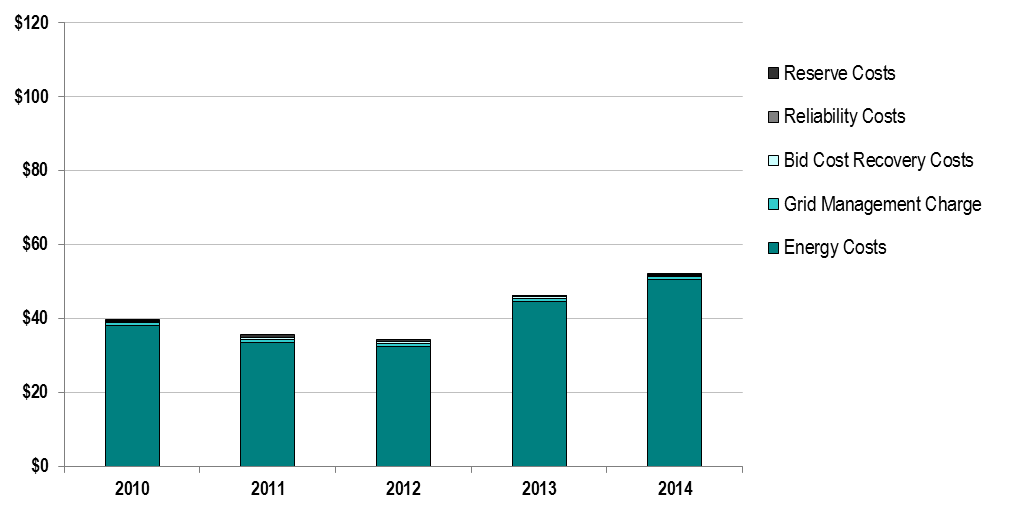 $120
$100
$80
$60
$40
$20
$0
2010 2011 2012 2013 2014
Reserve Costs
Reliability Costs
Bid Cost Recovery Costs
Grid Management Charge
Energy Costs